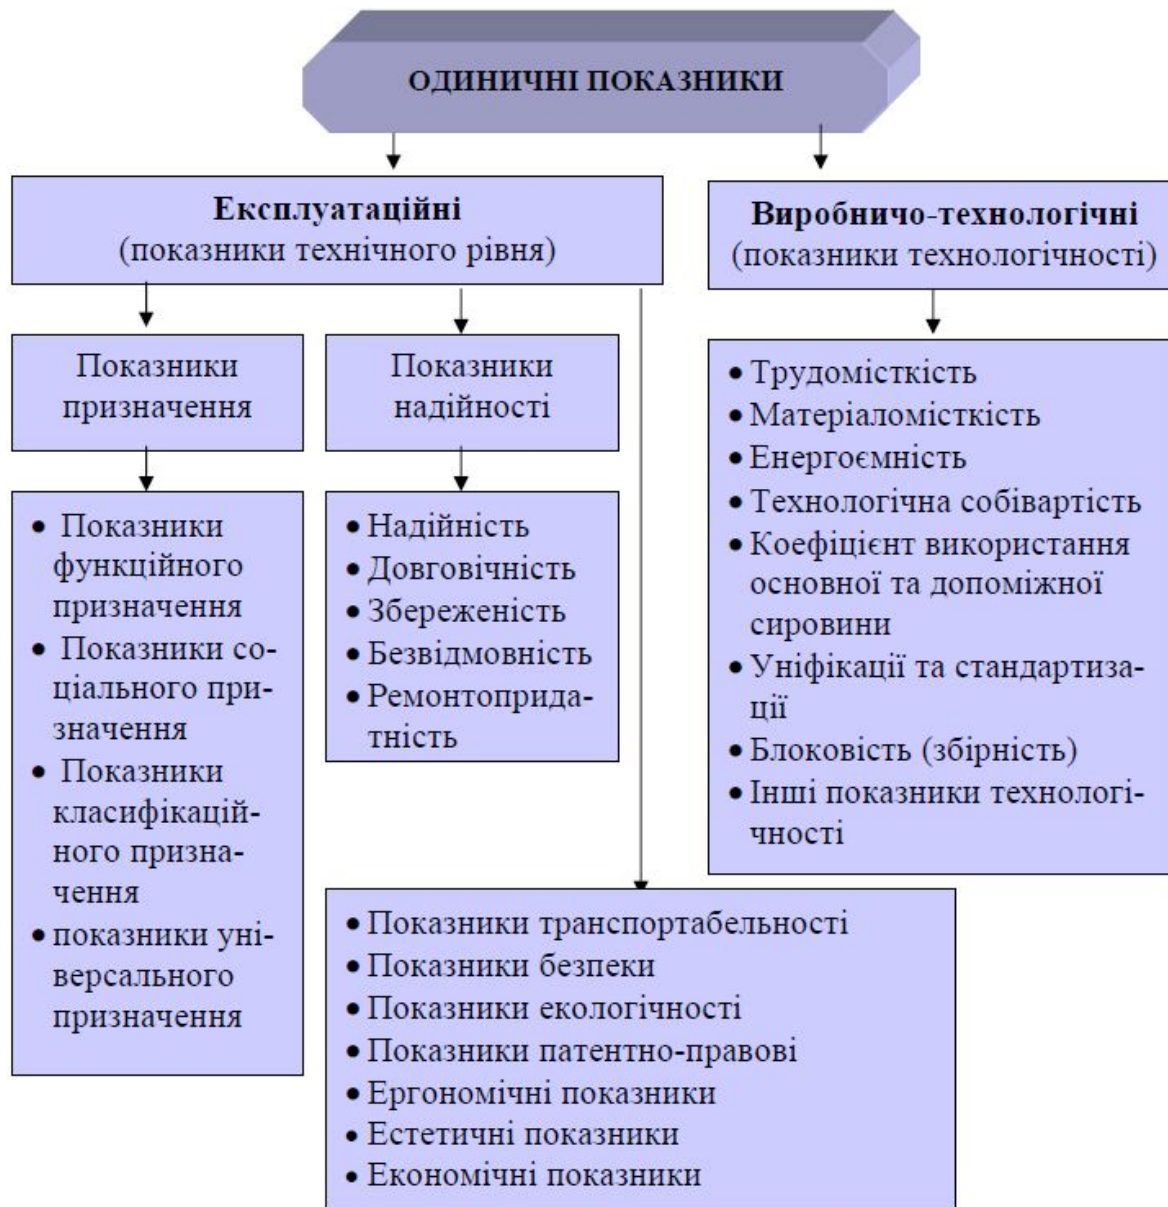 ОДИНИЧНІ ПОКАЗНИКИ
Експлуатаційні
(показники технічного рівня)
Виробничо-технологічні
(показники технологічності)
Показники
призначення
Показники
надійності
• Показники
функційного
призначення
• Показники со-
ціального при-
значення
• Показники
класифікацій-
ного призна-
чення
• показники уні-
версального
призначення
• Надійність
• Довговічність
• Збереженість
• Безвідмовність
• Ремонтоприда-
тність
• Трудомісткість
• Матеріаломісткість
• Енергоємність
• Технологічна собівартість
• Коефіцієнт використання
основної та допоміжної
сировини
• Уніфікації та стандартиза-
ції
• Блоковість (збірність)
• Інші показники технологі-
чності
• Показники транспортабельності
• Показники безпеки
• Показники екологічності
• Показники патентно-правові
• Ергономічні показники
• Естетичні показники
• Економічні показники